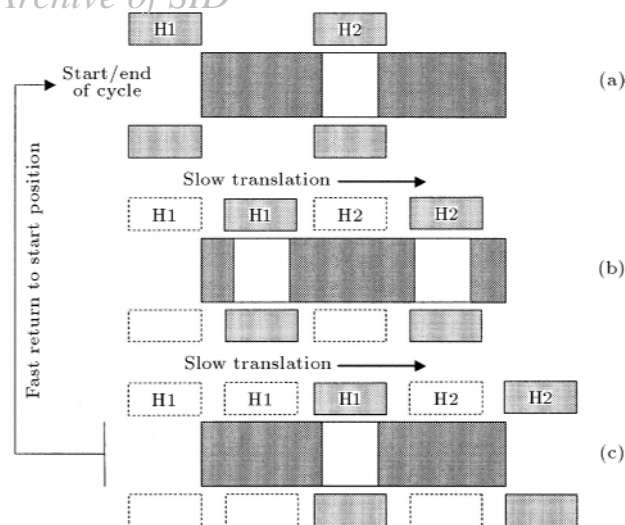 Archive of SID
H1 H2
Start/end
of cycle
(a)
Fast return to start position
Slow translation
H1 H1 H2 H2
(b)
Slow translation
H1 H1 H1 H2 H2
(c)